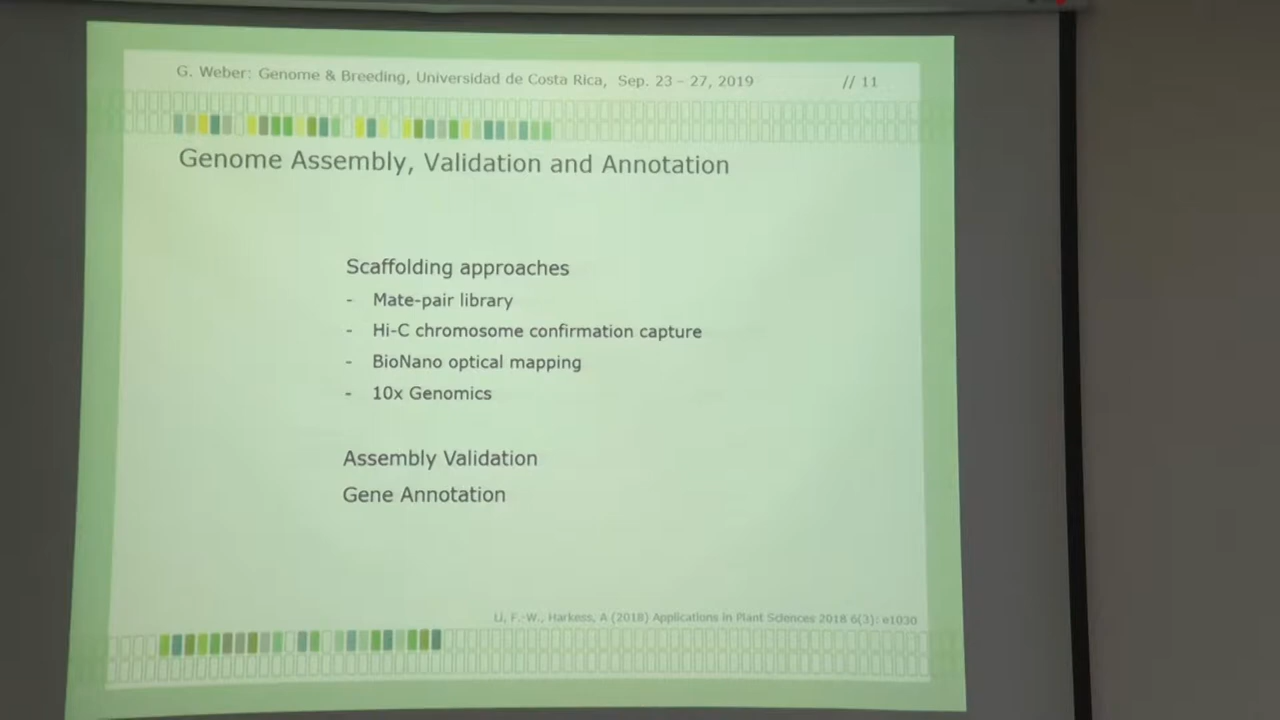 G. Weber: Genome & Breeding, Universidad de Costa Rica, Sep. 23 – 27, 2019 // 11
Genome Assembly, Validation and Annotation
Scaffolding approaches
- Mate-pair library
- Hi-C chromosome confirmation capture
- BioNano optical mapping
- 10x Genomics
Assembly Validation
Gene Annotation
Li, F.-W., Harkess, A (2018) Applications in Plant Sciences 2018 6(3): e1030